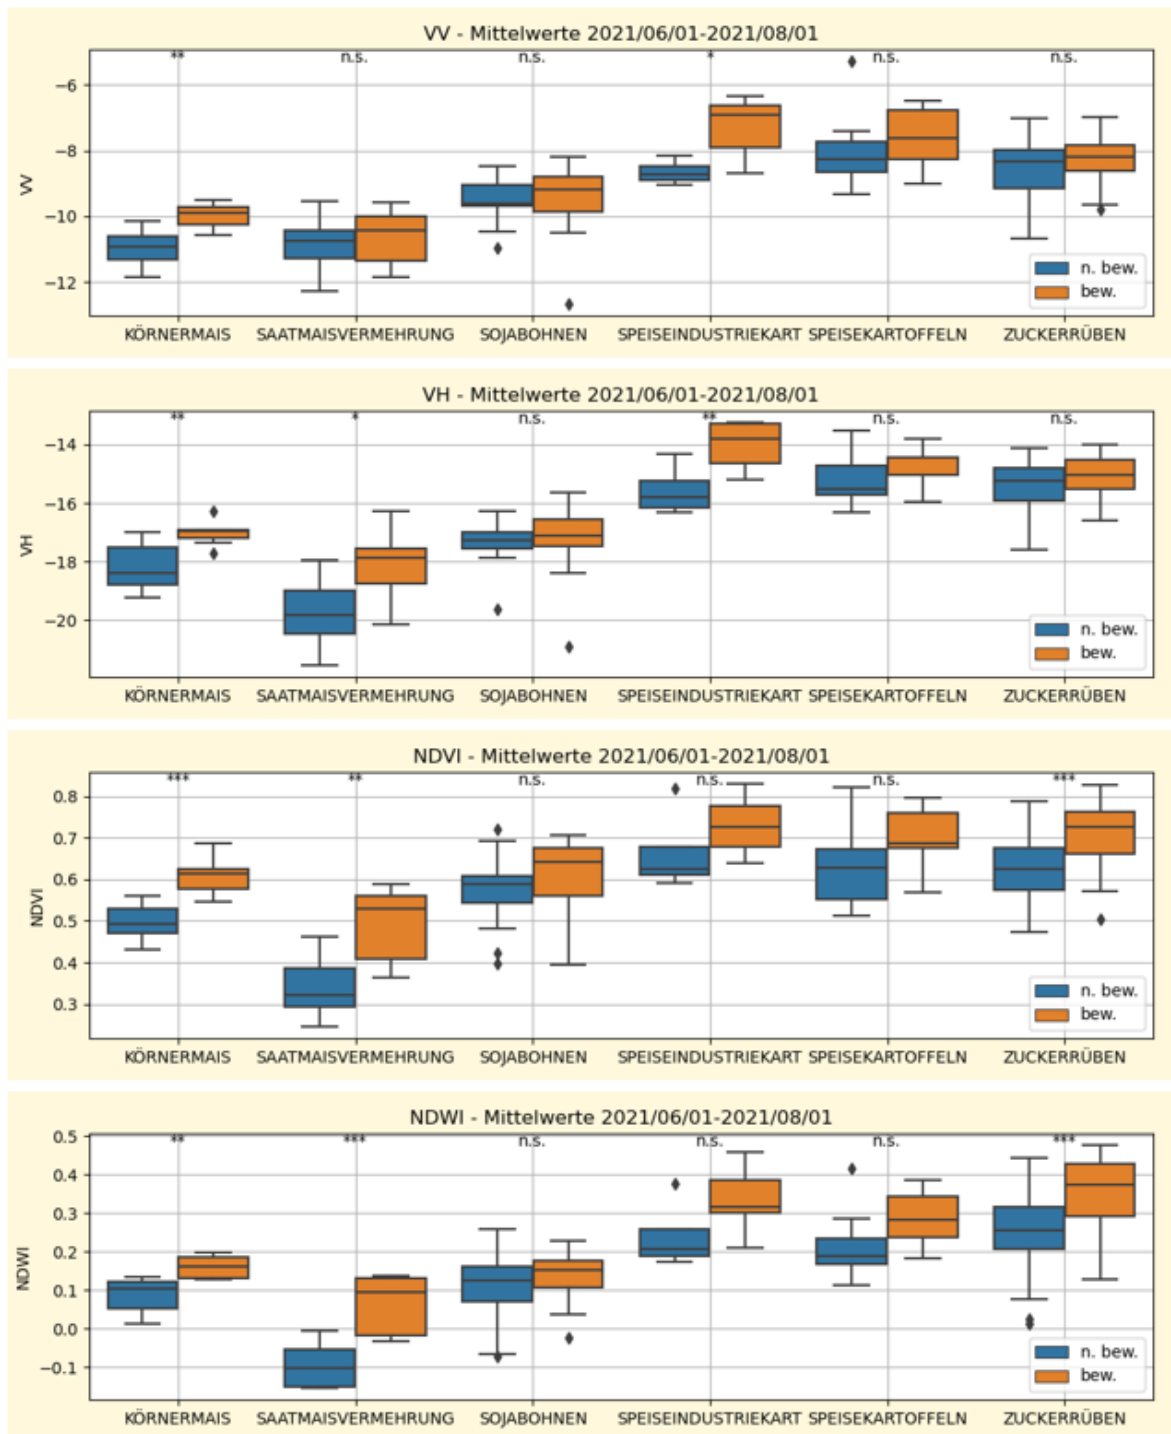 VV - Mittelwerte 2021/06/01-2021/08/01
** n.s. n.s. * n.s. n.s.
−6
−8
−10
−12
VV
n. bew.
bew.
KÖRNERMAIS SAATMAISVERMEHRUNG SOJABOHNEN SPEISEINDUSTRIEKART SPEISEKARTOFFELN ZUCKERRÜBEN
VH - Mittelwerte 2021/06/01-2021/08/01
** * n.s. ** n.s. n.s.
−14
−16
−18
−20
VH
n. bew.
bew.
KÖRNERMAIS SAATMAISVERMEHRUNG SOJABOHNEN SPEISEINDUSTRIEKART SPEISEKARTOFFELN ZUCKERRÜBEN
NDVI - Mittelwerte 2021/06/01-2021/08/01
*** ** n.s. n.s. n.s. ***
0.8
0.7
0.6
0.5
0.4
0.3
NDVI
n. bew.
bew.
KÖRNERMAIS SAATMAISVERMEHRUNG SOJABOHNEN SPEISEINDUSTRIEKART SPEISEKARTOFFELN ZUCKERRÜBEN
NDWI - Mittelwerte 2021/06/01-2021/08/01
** *** n.s. n.s. n.s. ***
0.5
0.4
0.3
0.2
0.1
0.0
−0.1
NDWI
n. bew.
bew.
KÖRNERMAIS SAATMAISVERMEHRUNG SOJABOHNEN SPEISEINDUSTRIEKART SPEISEKARTOFFELN ZUCKERRÜBEN